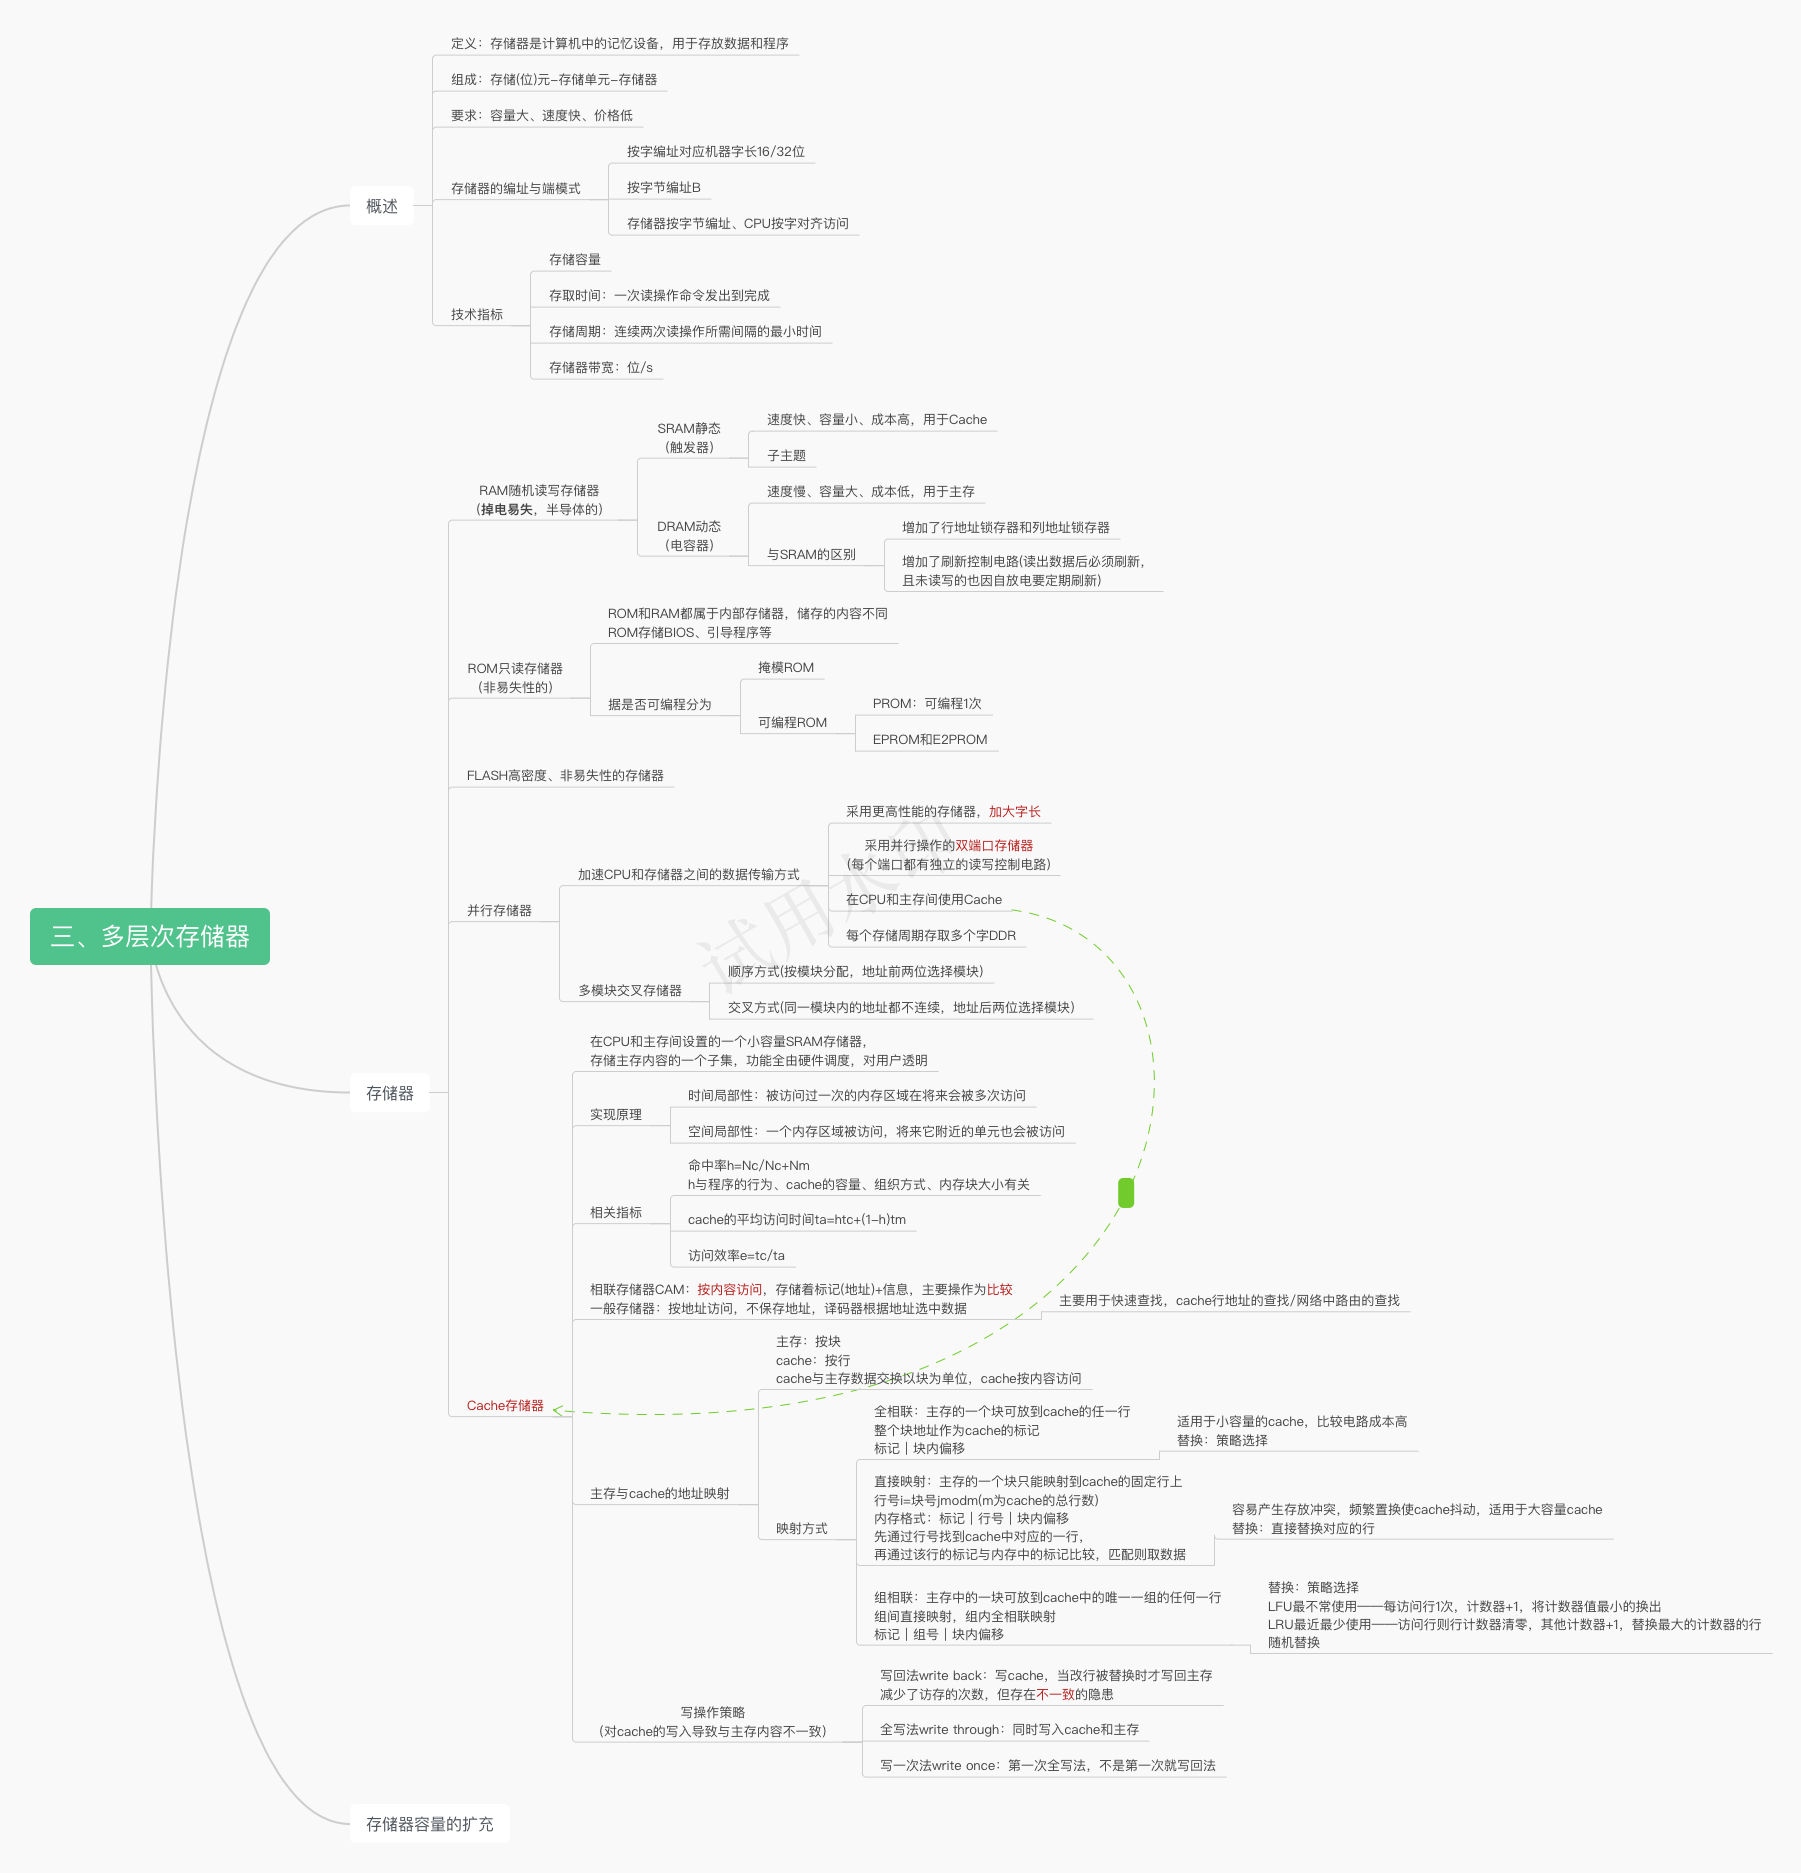 三、多层次存储器
概述
定义：存储器是计算机中的记忆设备，用于存放数据和程序
组成：存储(位)元-存储单元-存储器
要求：容量大、速度快、价格低
存储器的编址与端模式
按字编址对应机器字长16/32位
按字节编址B
存储器按字节编址、CPU按字对齐访问
技术指标
存储容量
存取时间：一次读操作命令发出到完成
存储周期：连续两次读操作所需间隔的最小时间
存储器带宽：位/s
存储器
RAM随机读写存储器
（掉电易失，半导体的）
SRAM静态
（触发器）
速度快、容量小、成本高，用于Cache
子主题
DRAM动态
（电容器）
速度慢、容量大、成本低，用于主存
与SRAM的区别
增加了行地址锁存器和列地址锁存器
增加了刷新控制电路(读出数据后必须刷新，
且未读写的也因自放电要定期刷新)
ROM只读存储器
（非易失性的）
ROM和RAM都属于内部存储器，储存的内容不同
ROM存储BIOS、引导程序等
据是否可编程分为
掩模ROM
可编程ROM
PROM：可编程1次
EPROM和E2PROM
FLASH高密度、非易失性的存储器
并行存储器
加速CPU和存储器之间的数据传输方式
采用更高性能的存储器，加大字长
采用并行操作的双端口存储器
(每个端口都有独立的读写控制电路)
在CPU和主存间使用Cache
每个存储周期存取多个字DDR
多模块交叉存储器
顺序方式(按模块分配，地址前两位选择模块)
交叉方式(同一模块内的地址都不连续，地址后两位选择模块)
Cache存储器
在CPU和主存间设置的一个小容量SRAM存储器，
存储主存内容的一个子集，功能全由硬件调度，对用户透明
实现原理
时间局部性：被访问过一次的内存区域在将来会被多次访问
空间局部性：一个内存区域被访问，将来它附近的单元也会被访问
相关指标
命中率h=Nc/Nc+Nm
h与程序的行为、cache的容量、组织方式、内存块大小有关
cache的平均访问时间ta=htc+(1-h)tm
访问效率e=tc/ta
相联存储器CAM：按内容访问，存储着标记(地址)+信息，主要操作为比较
一般存储器：按地址访问，不保存地址，译码器根据地址选中数据
主要用于快速查找，cache行地址的查找/网络中路由的查找
主存与cache的地址映射
主存：按块
cache：按行
cache与主存数据交换以块为单位，cache按内容访问
映射方式
全相联：主存的一个块可放到cache的任一行
整个块地址作为cache的标记
标记｜块内偏移
适用于小容量的cache，比较电路成本高
替换：策略选择
直接映射：主存的一个块只能映射到cache的固定行上
行号i=块号jmodm(m为cache的总行数)
内存格式：标记｜行号｜块内偏移
先通过行号找到cache中对应的一行，
再通过该行的标记与内存中的标记比较，匹配则取数据
容易产生存放冲突，频繁置换使cache抖动，适用于大容量cache
替换：直接替换对应的行
组相联：主存中的一块可放到cache中的唯一一组的任何一行
组间直接映射，组内全相联映射
标记｜组号｜块内偏移
替换：策略选择
LFU最不常使用——每访问行1次，计数器+1，将计数器值最小的换出
LRU最近最少使用——访问行则行计数器清零，其他计数器+1，替换最大的计数器的行
随机替换
写操作策略
（对cache的写入导致与主存内容不一致）
写回法write back：写cache，当改行被替换时才写回主存
减少了访存的次数，但存在不一致的隐患
全写法write through：同时写入cache和主存
写一次法write once：第一次全写法，不是第一次就写回法
存储器容量的扩充
试用水印